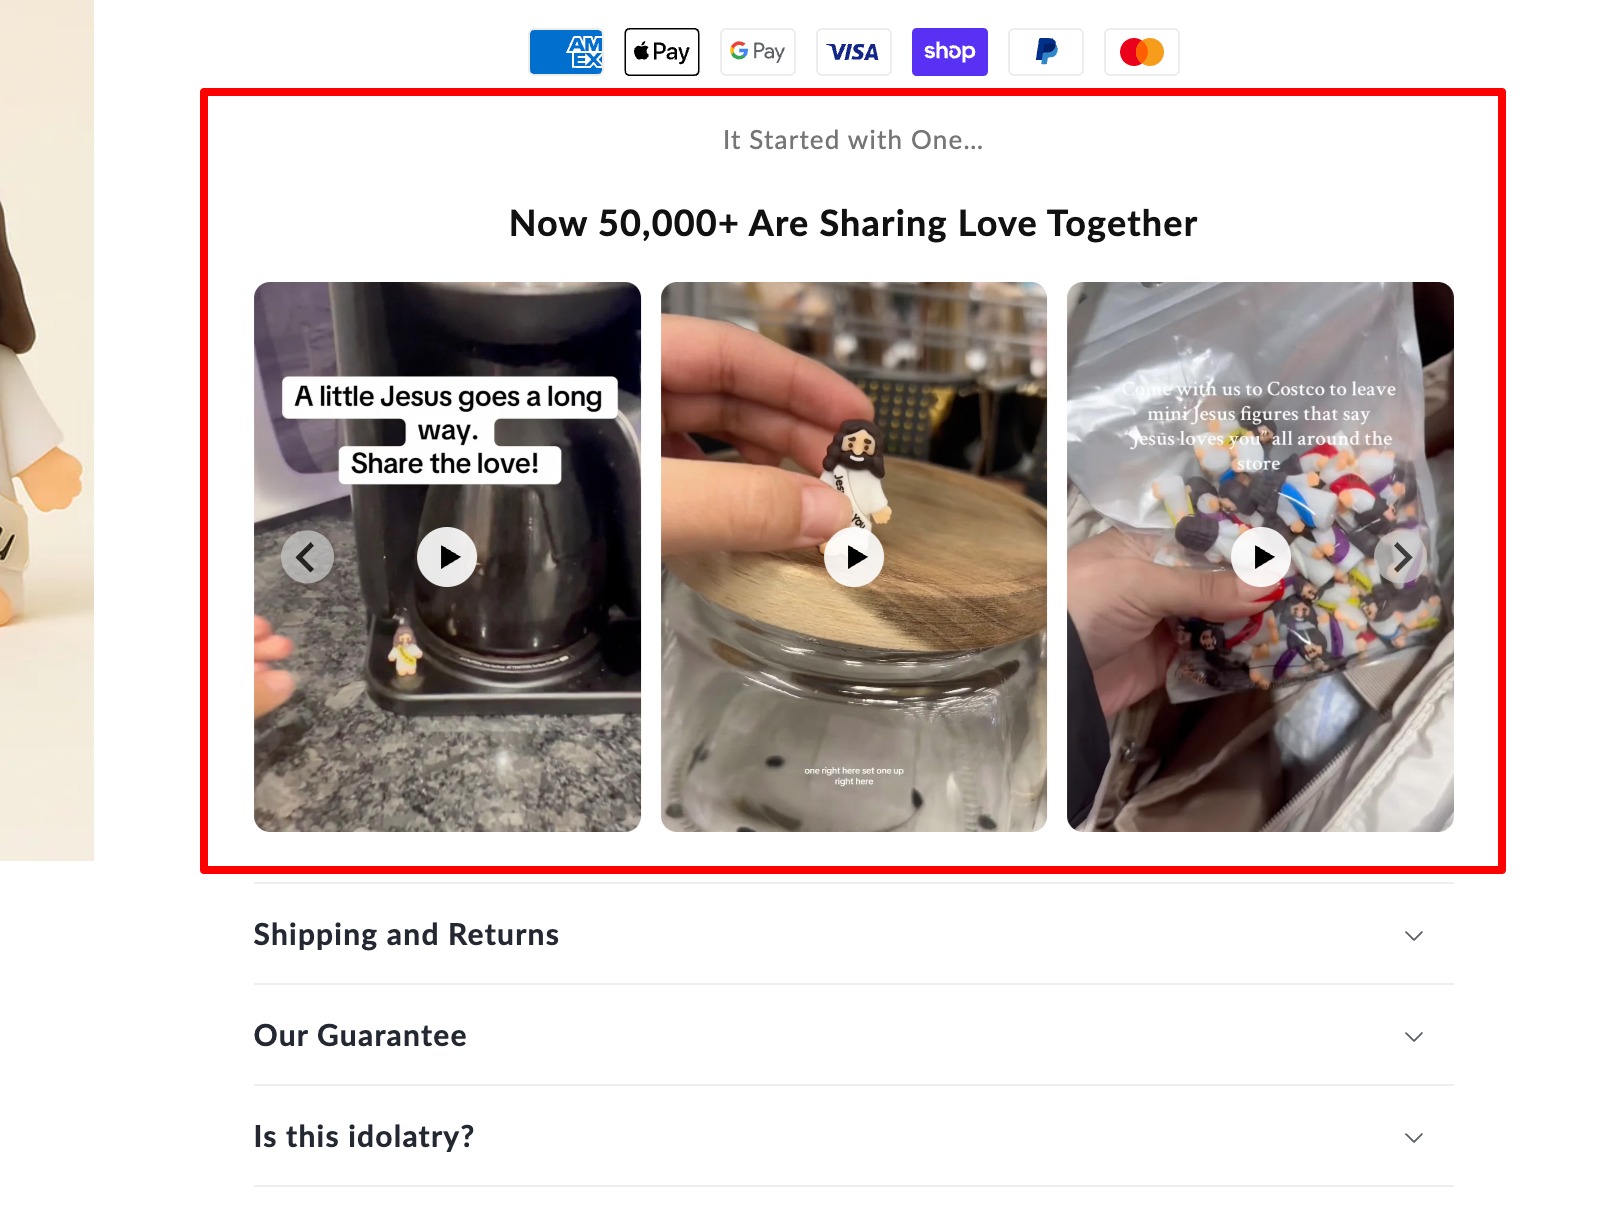 AM
EX
Pay
G Pay
VISA
shop
It Started with One...
Now 50,000+ Are Sharing Love Together
A little Jesus goes a long
way.
Share the love!
Jesus
you
one right here set one up
right here
Come with us to Costco to leave
mini Jesus figures that say
"Jesus loves you" all around the
store
Shipping and Returns
Our Guarantee
Is this idolatry?